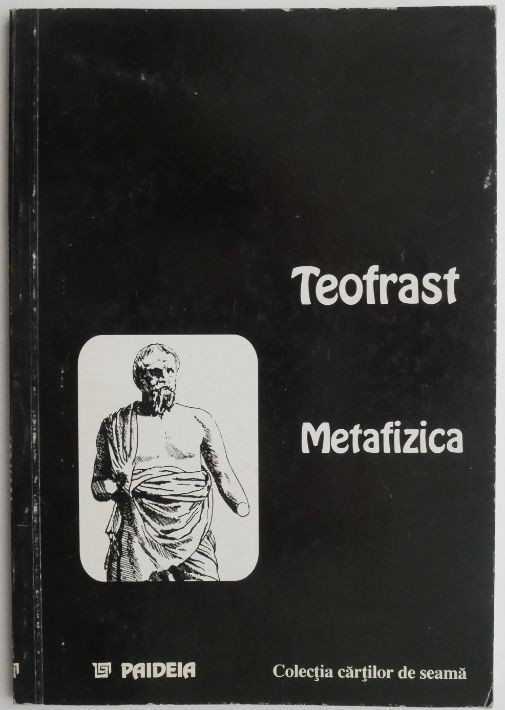 Teofrast
Metafizica
PAIDEIA
Colecţia cărţilor de seamă